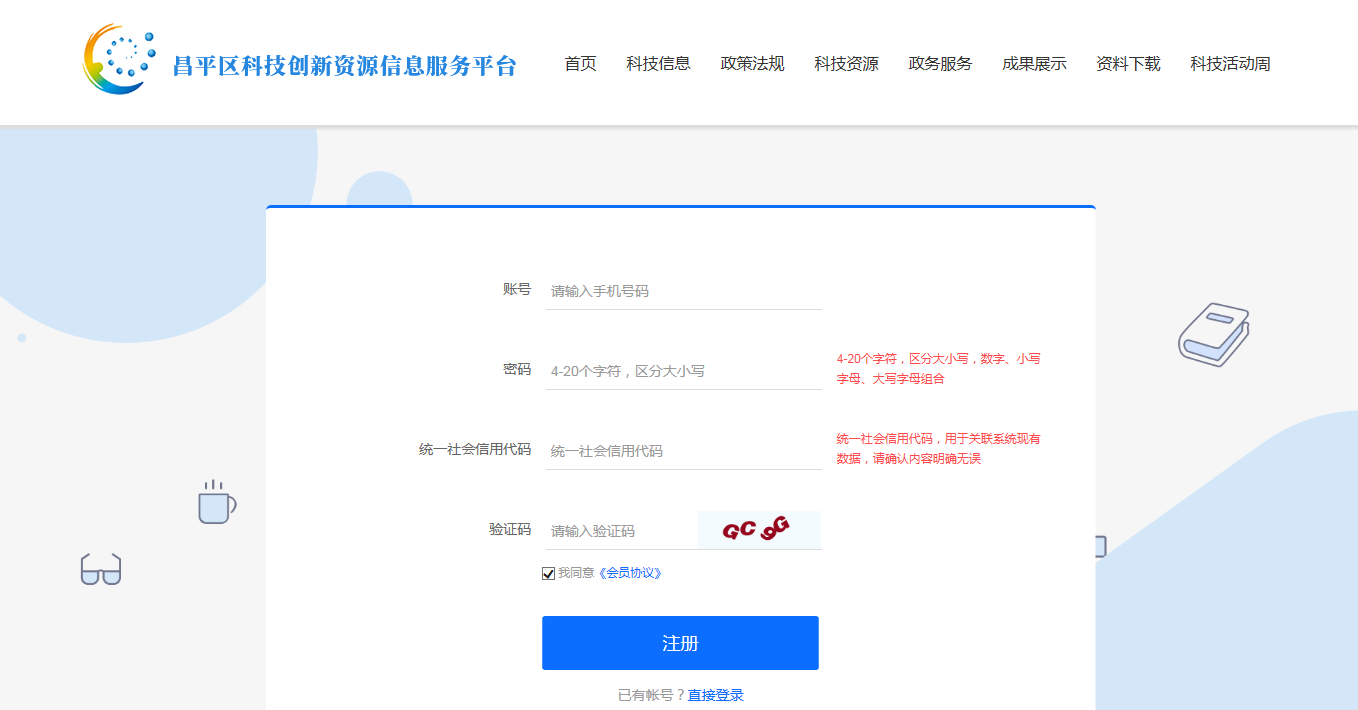 昌平区科技创新资源信息服务平台
首页 科技信息 政策法规 科技资源 政务服务 成果展示 资料下载 科技活动周
账号 请输入手机号码
密码 4-20个字符，区分大小写
4-20个字符，区分大小写，数字、小写
字母、大写字母组合
统一社会信用代码 统一社会信用代码
统一社会信用代码，用于关联系统现有
数据，请确认内容明确无误
验证码 请输入验证码 GC9G
我同意《会员协议》
注册
已有帐号？直接登录